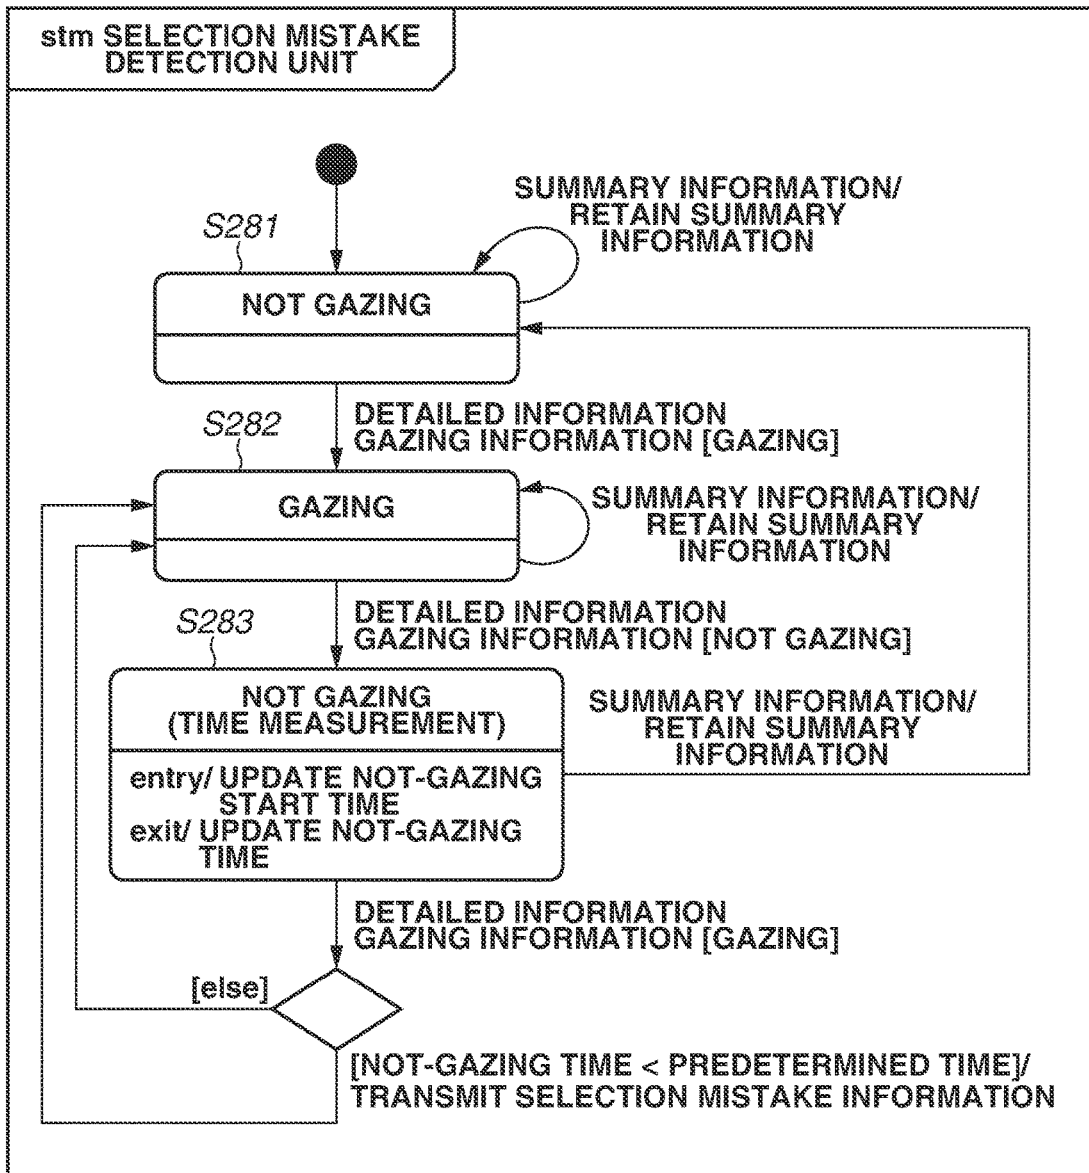 stm SELECTION MISTAKE
DETECTION UNIT
SUMMARY INFORMATION/
RETAIN SUMMARY
INFORMATION
S281
NOT GAZING
DETAILED INFORMATION
GAZING INFORMATION [GAZING]
S282
GAZING
SUMMARY INFORMATION/
RETAIN SUMMARY
INFORMATION
DETAILED INFORMATION
GAZING INFORMATION [NOT GAZING]
S283
NOT GAZING
(TIME MEASUREMENT)
SUMMARY INFORMATION/
RETAIN SUMMARY
INFORMATION
entry/ UPDATE NOT-GAZING
START TIME
exit/ UPDATE NOT-GAZING
TIME
DETAILED INFORMATION
GAZING INFORMATION [GAZING]
[else]
[NOT-GAZING TIME < PREDETERMINED TIME]/
TRANSMIT SELECTION MISTAKE INFORMATION